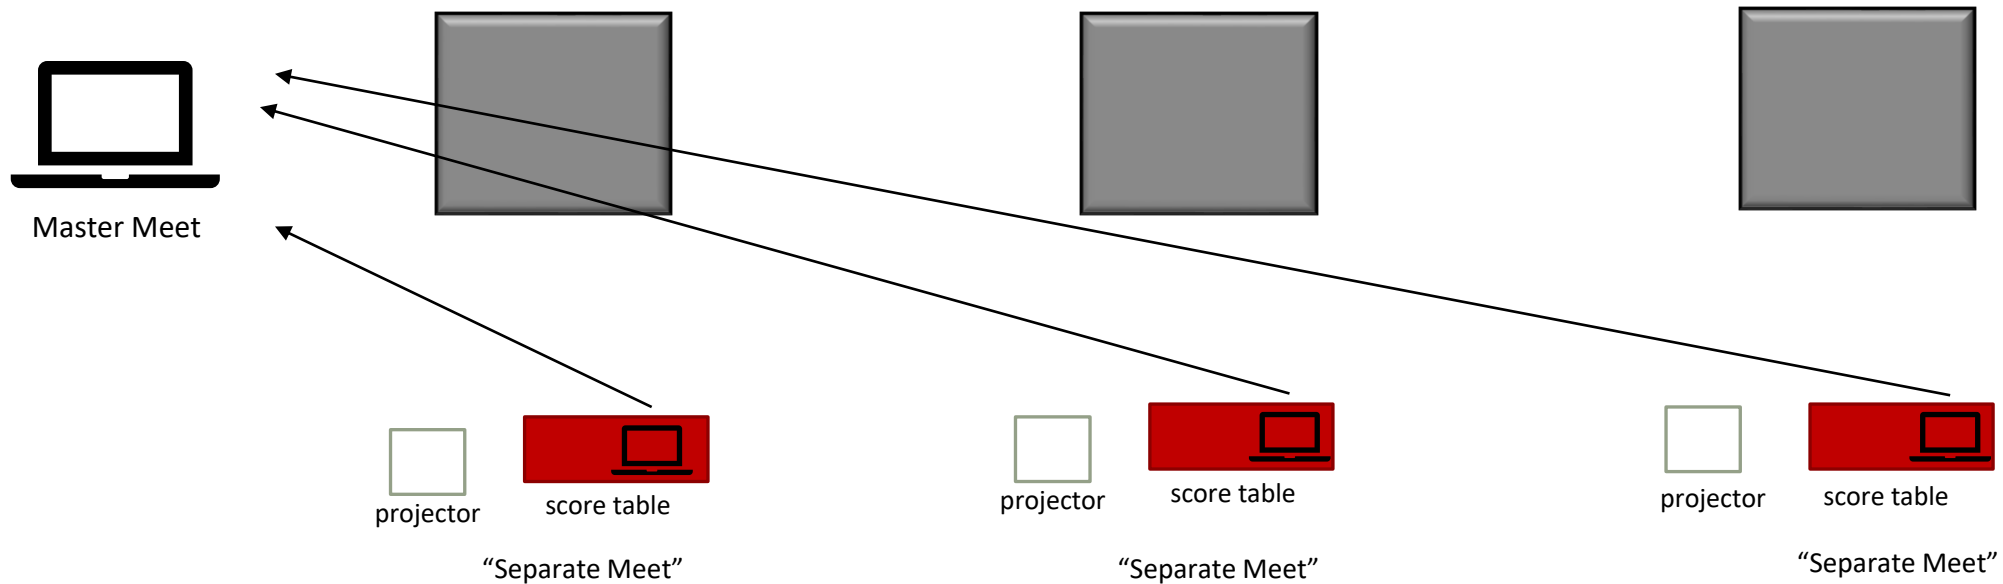 Master Meet
projector
score table
projector
score table
projector
score table
“Separate Meet”
“Separate Meet”
“Separate Meet”